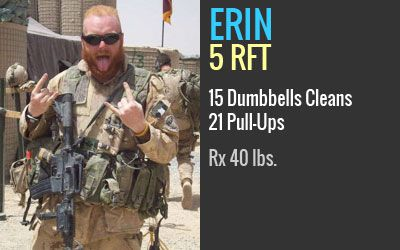 ERIN
5 RFT
15 Dumbbells Cleans
21 Pull-Ups
Rx 40 lbs.